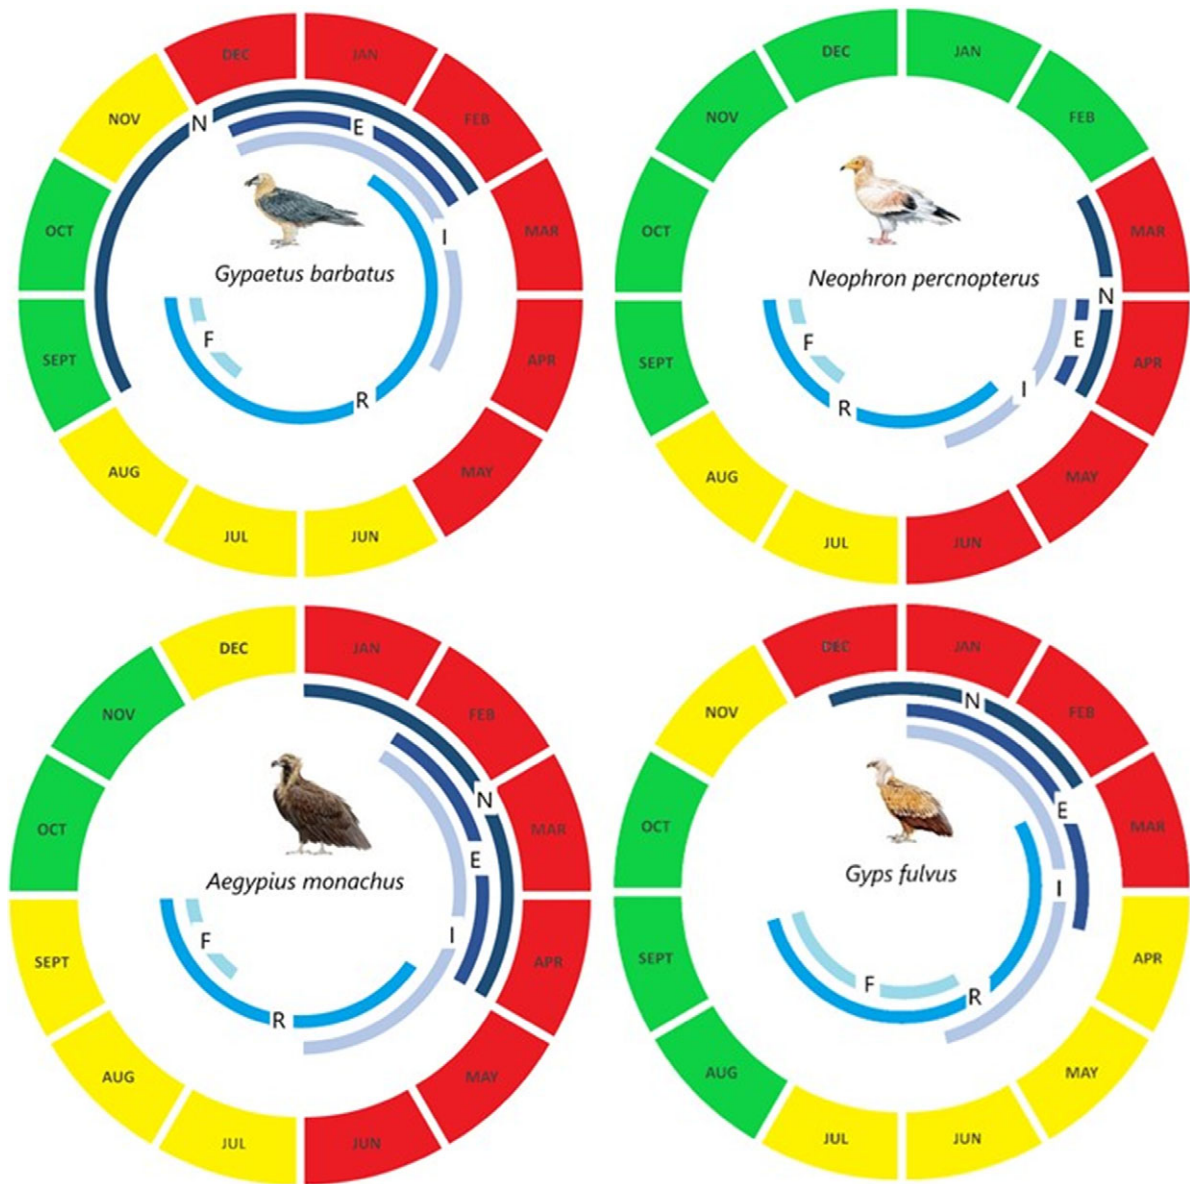 DEC
JAN
FEB
MAR
APR
MAY
JUN
JUL
AUG
SEPT
OCT
NOV
N
E
I
R
F
Gypaetus barbatus
DEC
JAN
FEB
MAR
APR
MAY
JUN
JUL
AUG
SEPT
OCT
NOV
N
E
I
R
F
Neophron percnopterus
DEC
JAN
FEB
MAR
APR
MAY
JUN
JUL
AUG
SEPT
OCT
NOV
N
E
I
R
F
Aegypius monachus
DEC
JAN
FEB
MAR
APR
MAY
JUN
JUL
AUG
SEPT
OCT
NOV
N
E
I
R
F
Gyps fulvus